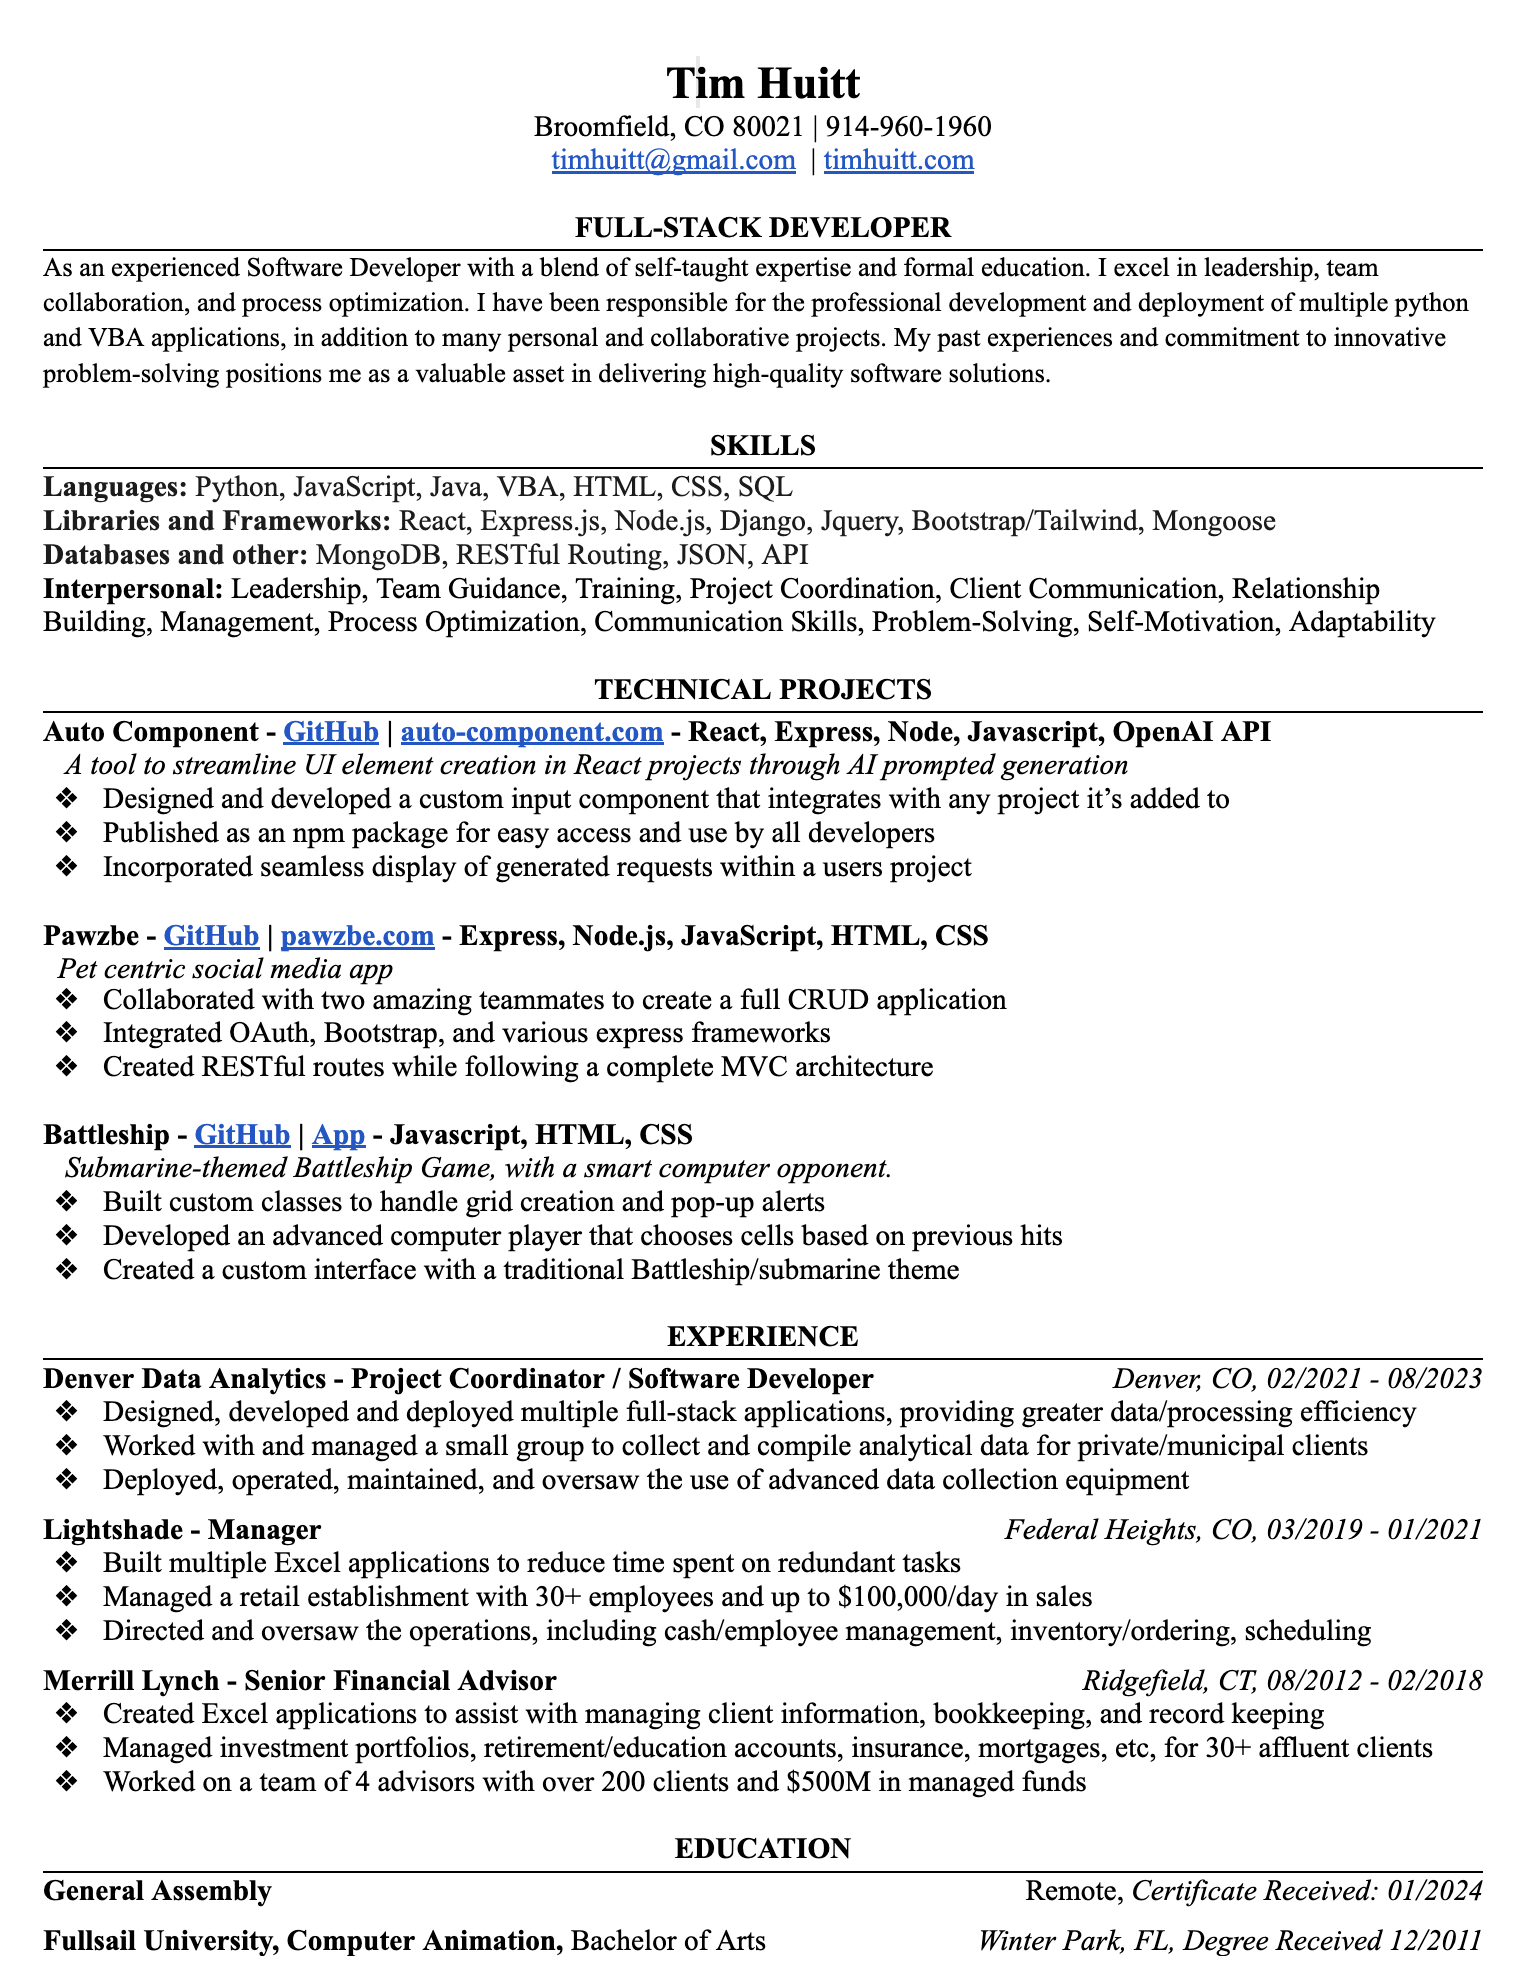 Tim Huitt
Broomfield, CO 80021 | 914-960-1960
timhuitt@gmail.com | timhuitt.com
FULL-STACK DEVELOPER
As an experienced Software Developer with a blend of self-taught expertise and formal education. I excel in leadership, team
collaboration, and process optimization. I have been responsible for the professional development and deployment of multiple python
and VBA applications, in addition to many personal and collaborative projects. My past experiences and commitment to innovative
problem-solving positions me as a valuable asset in delivering high-quality software solutions.
SKILLS
Languages: Python, JavaScript, Java, VBA, HTML, CSS, SQL
Libraries and Frameworks: React, Express.js, Node.js, Django, Jquery, Bootstrap/Tailwind, Mongoose
Databases and other: MongoDB, RESTful Routing, JSON, API
Interpersonal: Leadership, Team Guidance, Training, Project Coordination, Client Communication, Relationship
Building, Management, Process Optimization, Communication Skills, Problem-Solving, Self-Motivation, Adaptability
TECHNICAL PROJECTS
Auto Component - GitHub | auto-component.com - React, Express, Node, Javascript, OpenAI API
A tool to streamline UI element creation in React projects through AI prompted generation
❖ Designed and developed a custom input component that integrates with any project it’s added to
❖ Published as an npm package for easy access and use by all developers
❖ Incorporated seamless display of generated requests within a users project
Pawzbe - GitHub | pawzbe.com - Express, Node.js, JavaScript, HTML, CSS
Pet centric social media app
❖ Collaborated with two amazing teammates to create a full CRUD application
❖ Integrated OAuth, Bootstrap, and various express frameworks
❖ Created RESTful routes while following a complete MVC architecture
Battleship - GitHub | App - Javascript, HTML, CSS
Submarine-themed Battleship Game, with a smart computer opponent.
❖ Built custom classes to handle grid creation and pop-up alerts
❖ Developed an advanced computer player that chooses cells based on previous hits
❖ Created a custom interface with a traditional Battleship/submarine theme
EXPERIENCE
Denver Data Analytics - Project Coordinator / Software Developer Denver, CO, 02/2021 - 08/2023
❖ Designed, developed and deployed multiple full-stack applications, providing greater data/processing efficiency
❖ Worked with and managed a small group to collect and compile analytical data for private/municipal clients
❖ Deployed, operated, maintained, and oversaw the use of advanced data collection equipment
Lightshade - Manager Federal Heights, CO, 03/2019 - 01/2021
❖ Built multiple Excel applications to reduce time spent on redundant tasks
❖ Managed a retail establishment with 30+ employees and up to $100,000/day in sales
❖ Directed and oversaw the operations, including cash/employee management, inventory/ordering, scheduling
Merrill Lynch - Senior Financial Advisor Ridgefield, CT, 08/2012 - 02/2018
❖ Created Excel applications to assist with managing client information, bookkeeping, and record keeping
❖ Managed investment portfolios, retirement/education accounts, insurance, mortgages, etc, for 30+ affluent clients
❖ Worked on a team of 4 advisors with over 200 clients and $500M in managed funds
EDUCATION
General Assembly Remote, Certificate Received: 01/2024
Fullsail University, Computer Animation, Bachelor of Arts Winter Park, FL, Degree Received 12/2011